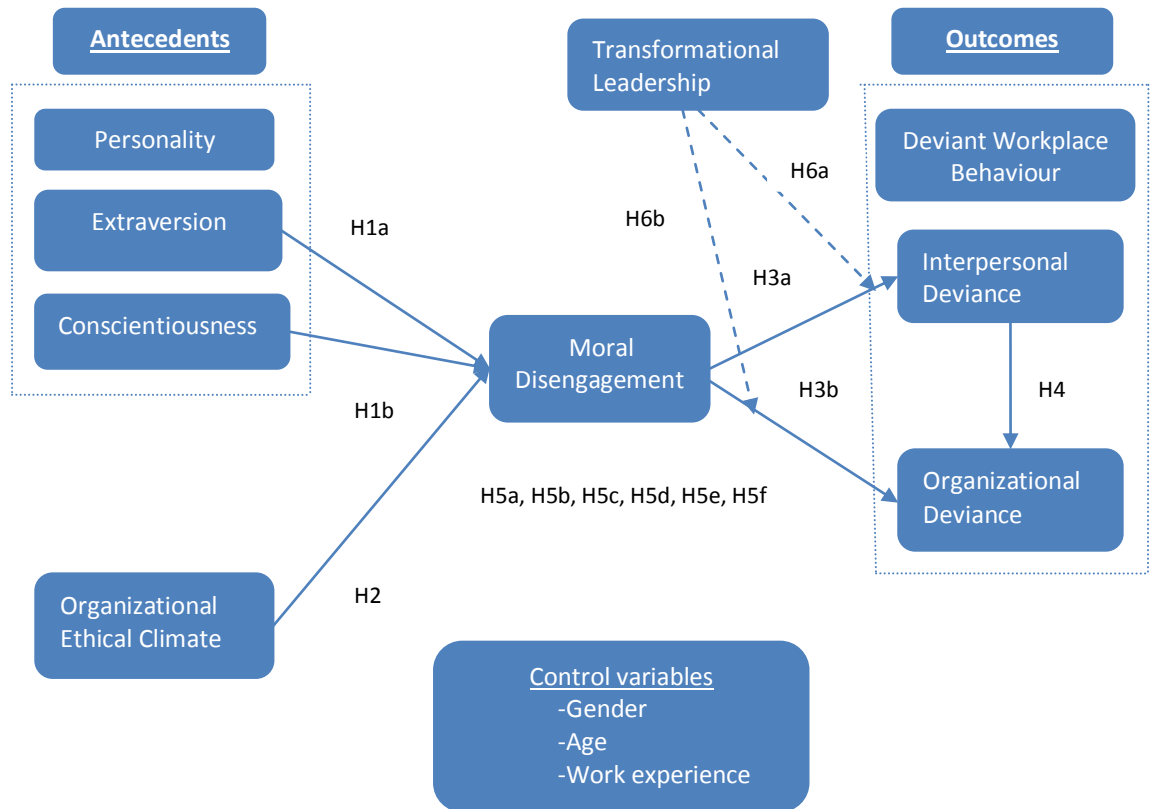 Antecedents
Transformational
Leadership
Outcomes
Personality
Deviant Workplace
Behaviour
H6a
Extraversion
H1a
H6b
Interpersonal
Deviance
H3a
Conscientiousness
Moral
Disengagement
H1b
H3b
H4
H5a, H5b, H5c, H5d, H5e, H5f
Organizational
Deviance
Organizational
Ethical Climate
H2
Control variables
-Gender
-Age
-Work experience